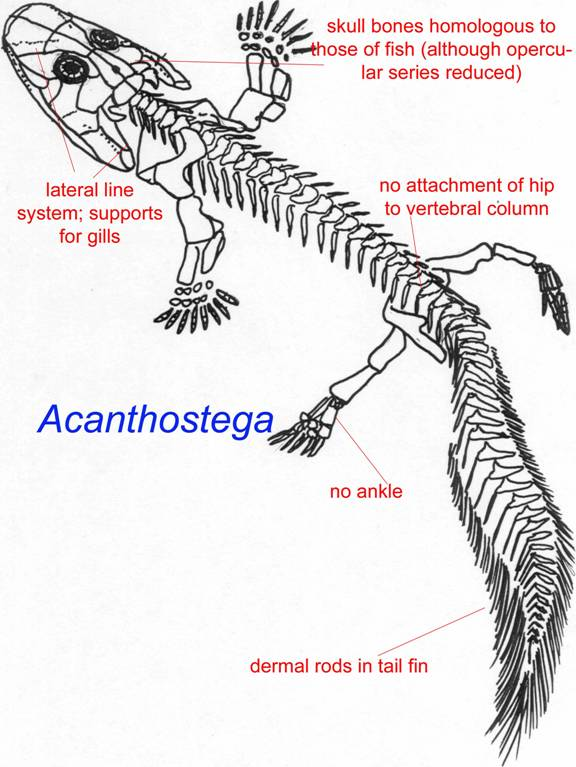 skull bones homologous to
those of fish (although opercu-
lar series reduced)
lateral line
system; supports
for gills
no attachment of hip
to vertebral column
Acanthostega
no ankle
dermal rods in tail fin